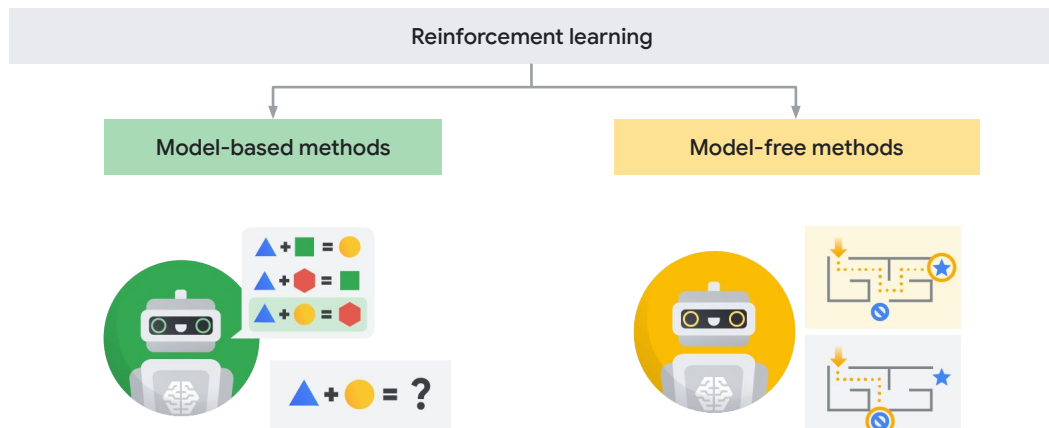 Reinforcement learning
Model-based methods
Model-free methods
+ =
+ =
+ =
+ = ?